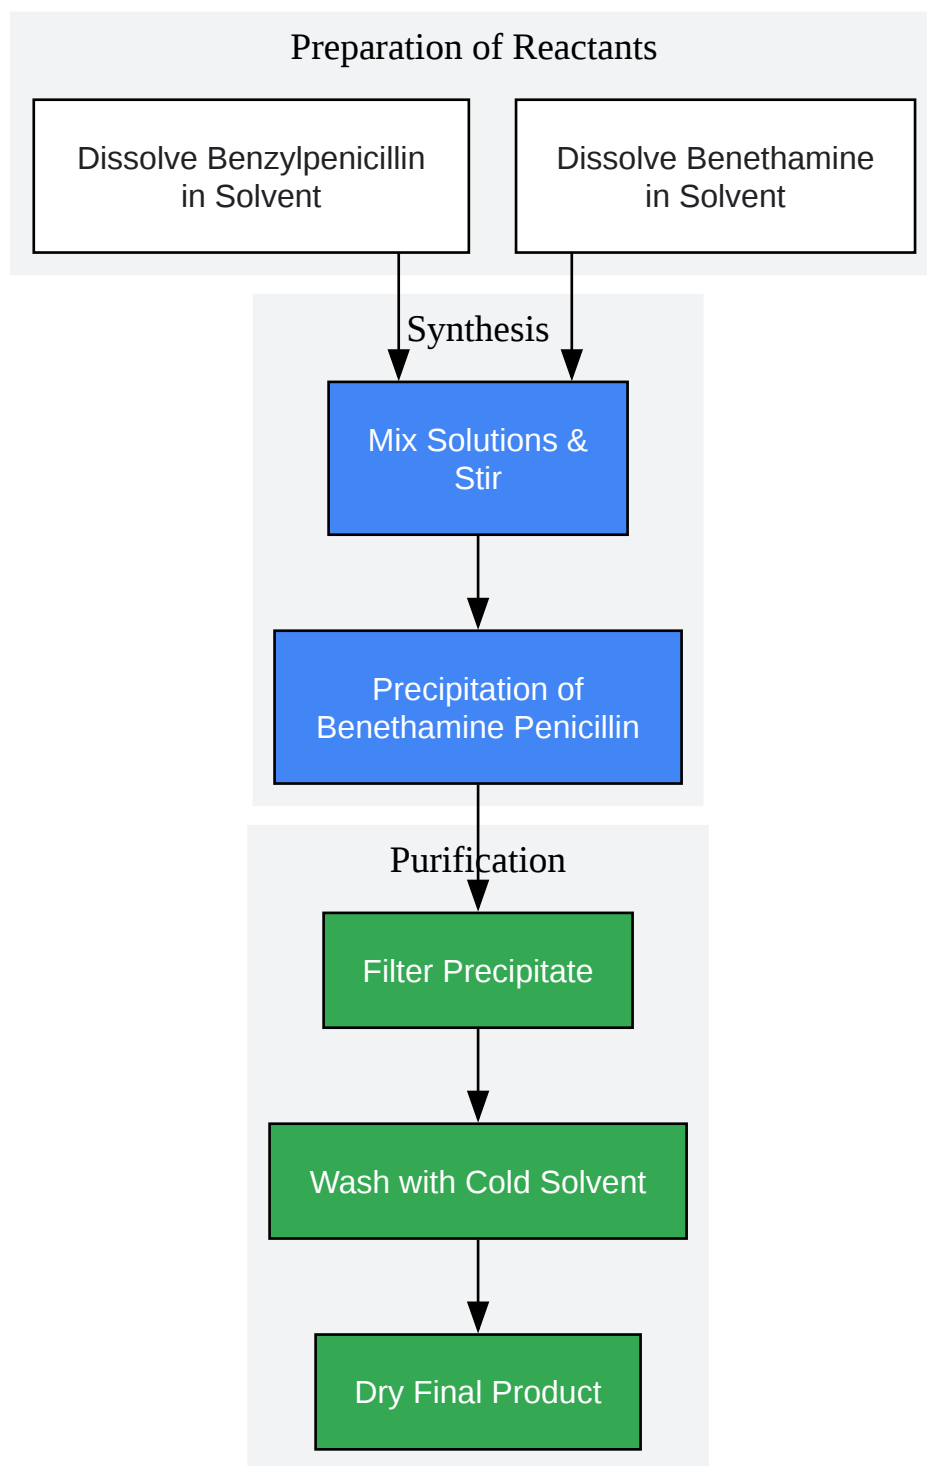 Preparation of Reactants
Dissolve Benzylpenicillin
in Solvent
Dissolve Benethamine
in Solvent
Synthesis
Mix Solutions &
Stir
Precipitation of
Benethamine Penicillin
Purification
Filter Precipitate
Wash with Cold Solvent
Dry Final Product